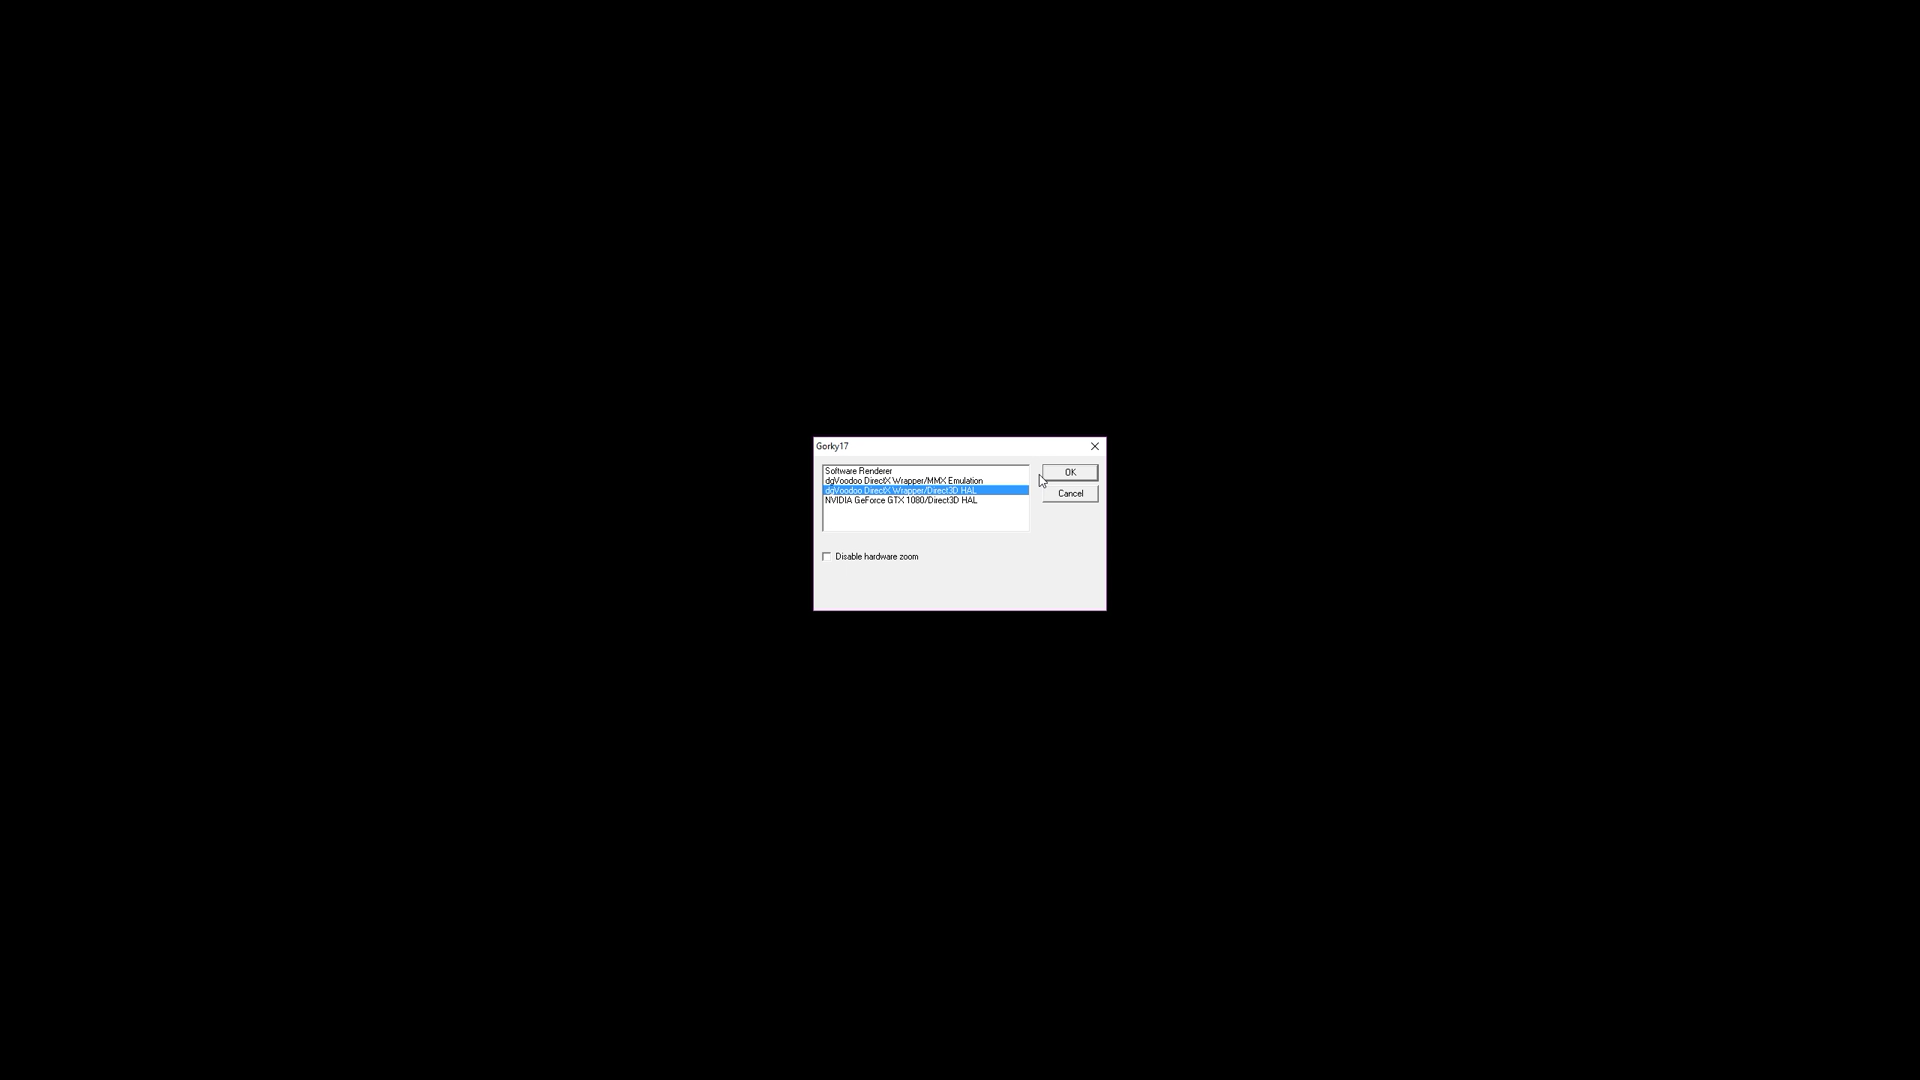 Gorky17
Software Renderer
dgVoodoo DirectX Wrapper/MMX Emulation
dgVoodoo DirectX Wrapper/Direct3D HAL
NVIDIA GeForce GTX 1080/Direct3D HAL
OK
Cancel
Disable hardware zoom